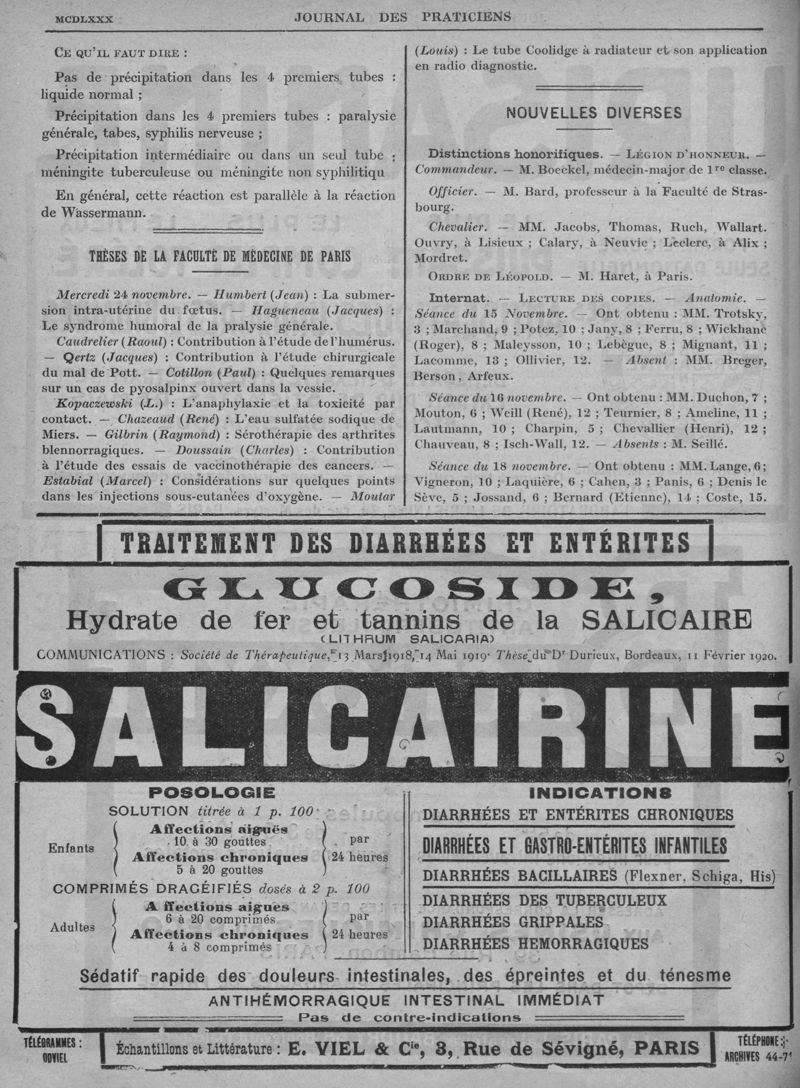 MCDLXXX
JOURNAL DES PRATICIENS
CE QU'IL FAUT DIRE :
Pas de précipitation dans les 4 premiers tubes :
liquide normal ;
Précipitation dans les 4 premiers tubes : paralysie
générale, tabes, syphilis nerveuse ;
Précipitation intermédiaire ou dans un seul tube ;
méningite tuberculeuse ou méningite non syphilitiqu
En général, cette réaction est parallèle à la réaction
de Wassermann.
THÈSES DE LA FACULTÉ DE MÉDECINE DE PARIS
Mercredi 24 novembre. — Humbert (Jean) : La submer-
sion intra-utérine du fœtus. — Hagueneau (Jacques) :
Le syndrome humoral de la pralysie générale.
Caudrelier (Raoul) : Contribution à l'étude de l'humérus.
— Qertz (Jacques) : Contribution à l'étude chirurgicale
du mal de Pott. — Cotillon (Paul) : Quelques remarques
sur un cas de pyosalpinx ouvert dans la vessie.
Kopaczewski (L.) : L'anaphylaxie et la toxicité par
contact. — Chazeaud (René) : L'eau sulfatée sodique de
Miers. — Gilbrin (Raymond) : Sérothérapie des arthrites
blennorragiques. — Doussain (Charles) : Contribution
à l'étude des essais de vaccinothérapie des cancers. —
Estabial (Marcel) : Considérations sur quelques points
dans les injections sous-cutanées d'oxygène. — Moutar
(Louis) : Le tube Coolidge à radiateur et son application
en radio diagnostic.
NOUVELLES DIVERSES
Distinctions honorifiques. — LÉGION D'HONNEUR. —
Commandeur. — M. Boeckel, médecin-major de 1re classe.
Officier. — M. Bard, professeur à la Faculté de Stras-
bourg.
Chevalier. — MM. Jacobs, Thomas, Ruch, Wallart.
Ouvry, à Lisieux ; Calary, à Neuvic ; Leclerc, à Alix ;
Mordret.
ORDRE DE LÉOPOLD. — M. Haret, à Paris.
Internat. — LECTURE DES COPIES. — Anatomie. —
Séance du 15 Novembre. — Ont obtenu : MM. Trotsky,
3 ; Marchand, 9 ; Potez, 10 ; Jany, 8 ; Ferru, 8 ; Wickhanc
(Roger), 8 ; Maleysson, 10 ; Lebègue, 8 ; Mignant, 11 ;
Lacomme, 13 ; Ollivier, 12. — Absent : MM. Breger,
Berson, Arfeux.
Séance du 16 novembre. — Ont obtenu : MM. Duchon, 7 ;
Mouton, 6 ; Weill (René), 12 ; Teurnier, 8 ; Ameline, 11 ;
Lautmann, 10 ; Charpin, 5 ; Chevallier (Henri), 12 ;
Chauveau, 8 ; Isch-Wall, 12. — Absents : M. Seillé.
Séance du 18 novembre. — Ont obtenu : MM. Lange, 6 ;
Vigneron, 10 ; Laquière, 6 ; Cahen, 3 ; Panis, 6 ; Denis le
Sève, 5 ; Jossand, 6 ; Bernard (Etienne), 14 ; Coste, 15.
TRAITEMENT DES DIARRHÉES ET ENTÉRITES
GLUCOSIDE,
Hydrate de fer et tannins de la SALICAIRE
(LITHRUM SALICARIA)
COMMUNICATIONS : Société de Thérapeutique, 13 Mars 1918, 14 Mai 1919. Thèse du Dr Durieux, Bordeaux, 11 Février 1920.
SALICAIRINE
POSOLOGIE
SOLUTION titrée à 1 p. 100
Enfants
Affections aiguës
10 à 30 gouttes
Affections chroniques
5 à 20 gouttes
par
24 heures
COMPRIMÉS DRAGÉIFIÉS dosés à 2 p. 100
Adultes
Affections aigues
6 à 20 comprimés
Affections chroniques
4 à 8 comprimés
par
24 heures
INDICATIONS
DIARRHÉES ET ENTÉRITES CHRONIQUES
DIARRHÉES ET GASTRO-ENTÉRITES INFANTILES
DIARRHÉES BACILLAIRES (Flexner, Schiga, His)
DIARRHÉES DES TUBERCULEUX
DIARRHÉES GRIPPALES
DIARRHÉES HEMORRAGIQUES
Sédatif rapide des douleurs intestinales, des épreintes et du ténesme
ANTIHÉMORRAGIQUE INTESTINAL IMMÉDIAT
Pas de contre-indications
TÉLÉGRAMMES :
ODVIEL
Échantillons et Littérature : E. VIEL & Cie, 3, Rue de Sévigné, PARIS
TÉLÉPHONE :
ARCHIVES 44-71